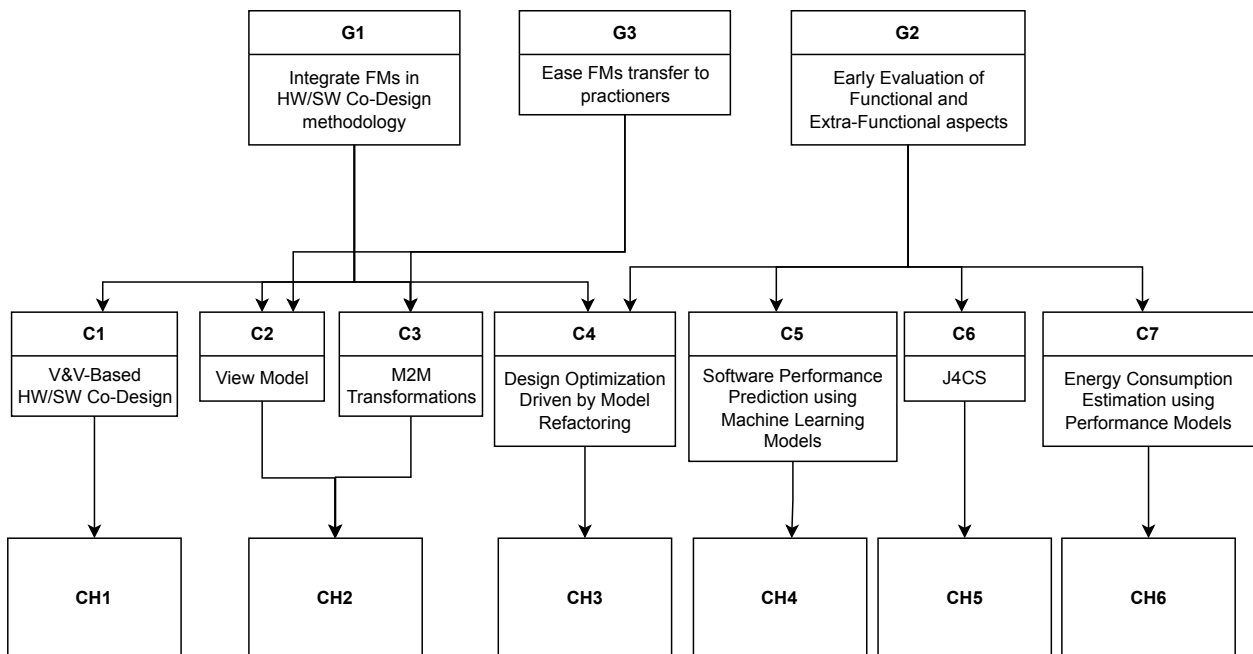 G1
Integrate FMs in
HW/SW Co-Design
methodology
G3
Ease FMs transfer to
practioners
G2
Early Evaluation of
Functional and
Extra-Functional aspects
C1
V&V-Based
HW/SW Co-Design
C2
View Model
C3
M2M
Transformations
C4
Design Optimization
Driven by Model
Refactoring
C5
Software Performance
Prediction using
Machine Learning
Models
C6
J4CS
C7
Energy Consumption
Estimation using
Performance Models
CH1
CH2
CH3
CH4
CH5
CH6